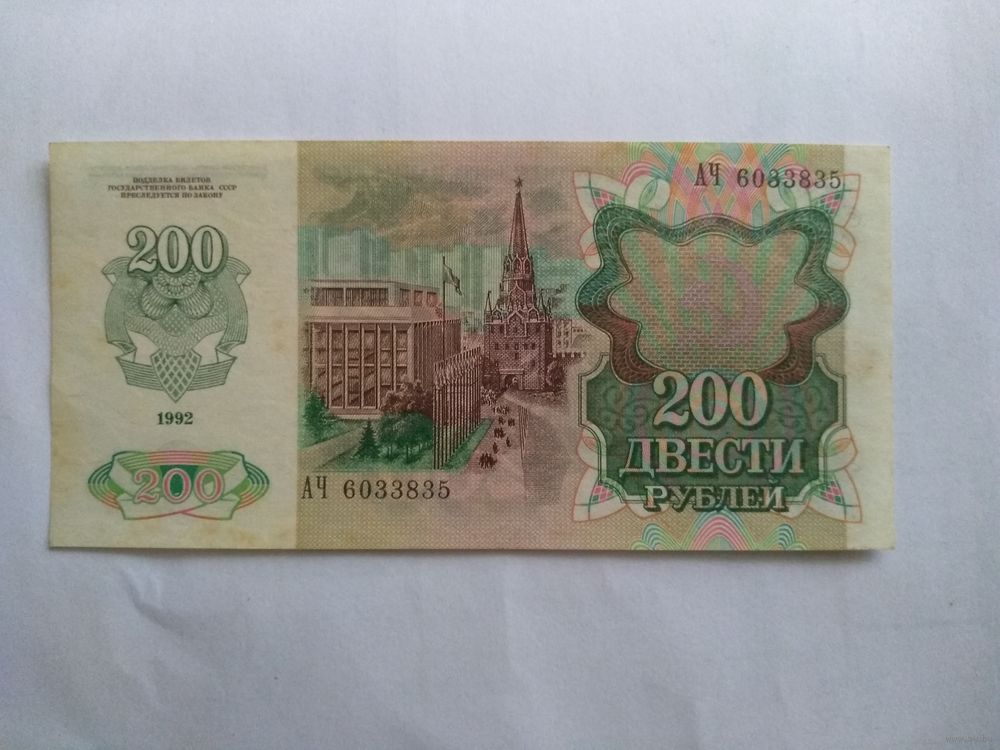 ПОДДЕЛКА БИЛЕТОВ
ГОСУДАРСТВЕННОГО БАНКА СССР
ПРЕСЛЕДУЕТСЯ ПО ЗАКОНУ
200
1992
200
АЧ 6033835
АЧ 6033835
200
ДВЕСТИ
РУБЛЕЙ